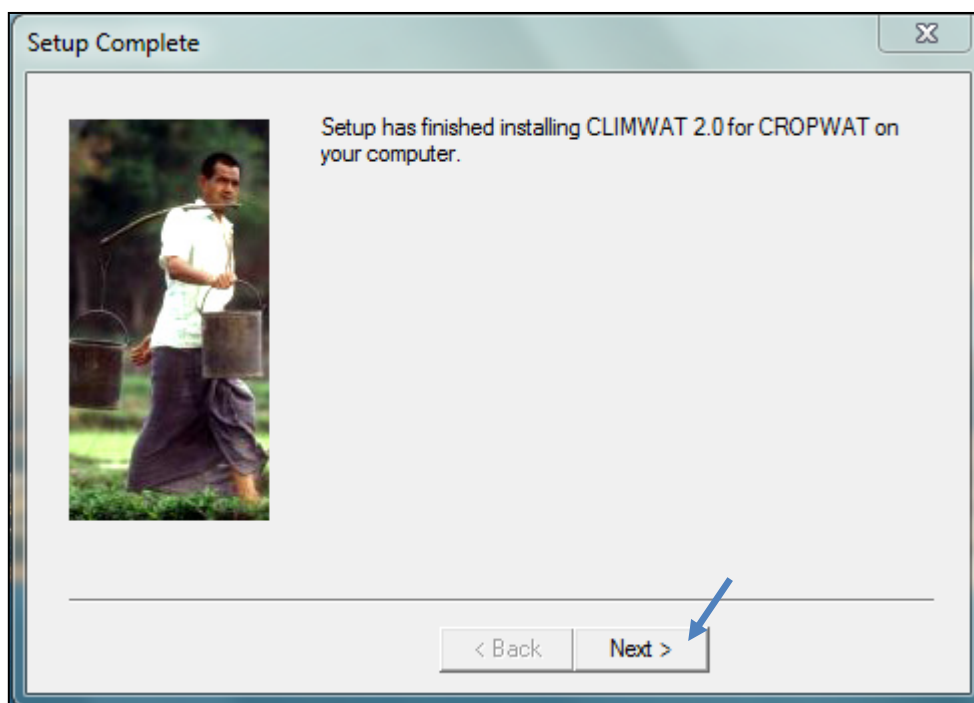 Setup Complete
Setup has finished installing CLIMWAT 2.0 for CROPWAT on
your computer.
< Back
Next >